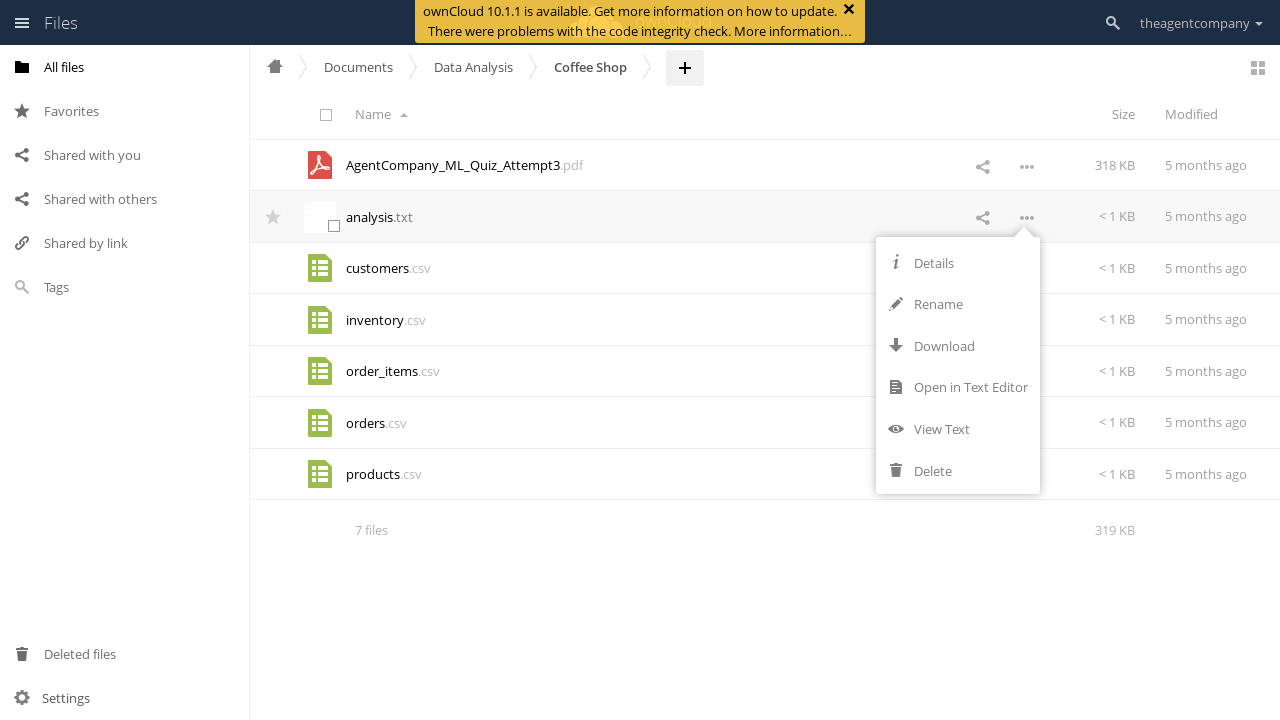 Files
ownCloud 10.1.1 is available. Get more information on how to update.
There were problems with the code integrity check. More information…
theagentcompany
All files
Favorites
Shared with you
Shared with others
Shared by link
Tags
Deleted files
Settings
Documents
Data Analysis
Coffee Shop
Name
Size
Modified
AgentCompany_ML_Quiz_Attempt3.pdf
318 KB
5 months ago
analysis.txt
< 1 KB
5 months ago
customers.csv
< 1 KB
5 months ago
inventory.csv
< 1 KB
5 months ago
order_items.csv
< 1 KB
5 months ago
orders.csv
< 1 KB
5 months ago
products.csv
< 1 KB
5 months ago
7 files
319 KB
Details
Rename
Download
Open in Text Editor
View Text
Delete